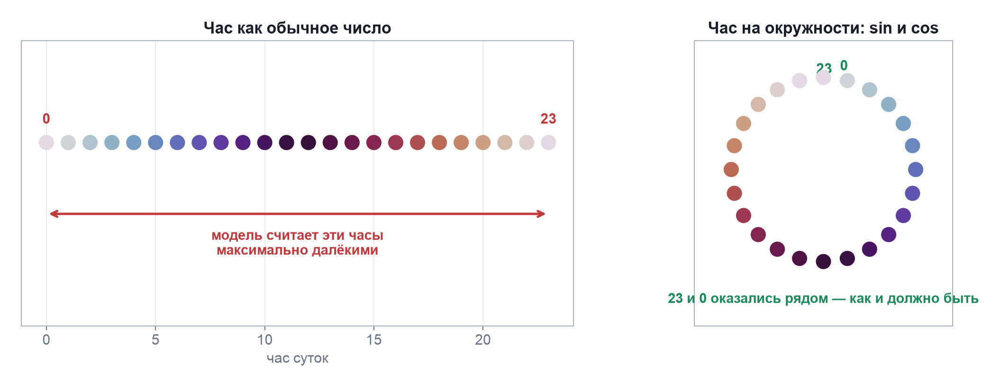 Час как обычное число
0
23
модель считает эти часы
максимально далёкими
0 5 10 15 20
час суток
Час на окружности: sin и cos
23 0
23 и 0 оказались рядом — как и должно быть